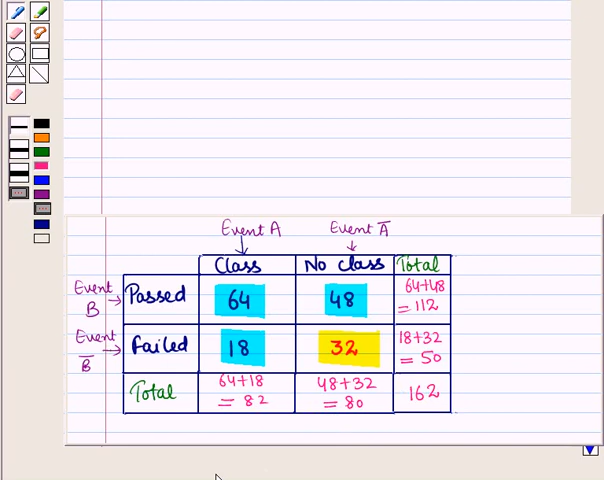 Event A Event A̅
Class No class Total
Event B Passed 64 48 64+48 = 112
Event B̅ Failed 18 32 18+32 = 50
Total 64+18 = 82 48+32 = 80 162